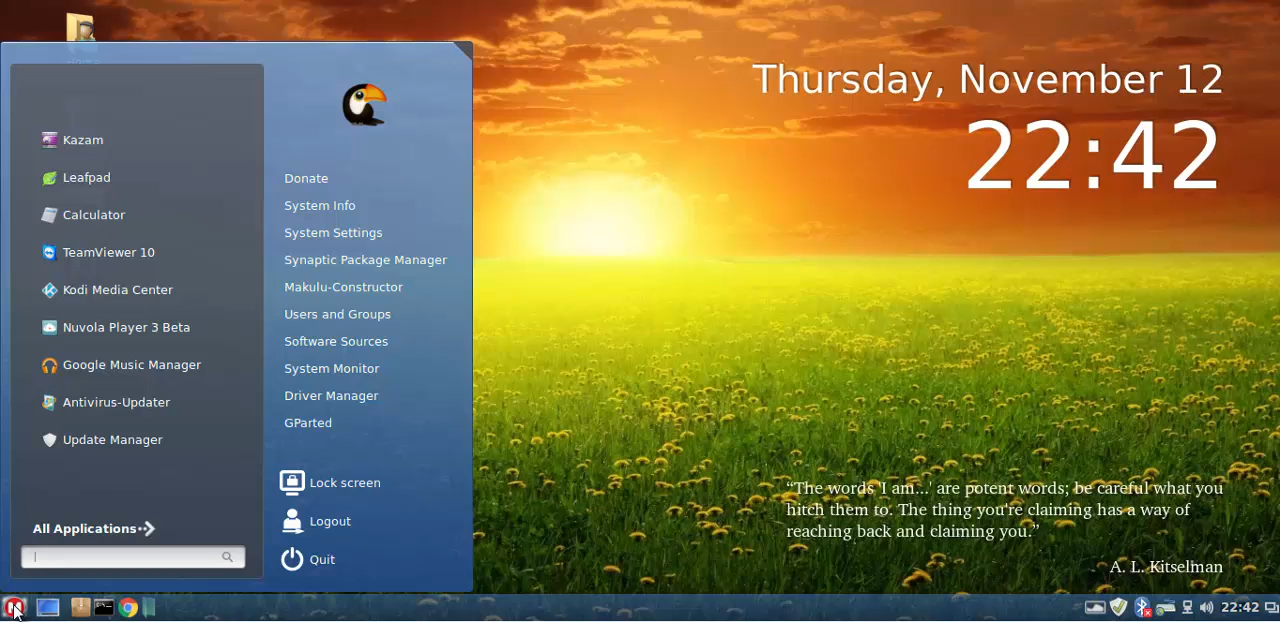 Kazam
Leafpad
Calculator
TeamViewer 10
Kodi Media Center
Nuvola Player 3 Beta
Google Music Manager
Antivirus-Updater
Update Manager
All Applications
Donate
System Info
System Settings
Synaptic Package Manager
Makulu-Constructor
Users and Groups
Software Sources
System Monitor
Driver Manager
GParted
Lock screen
Logout
Quit
Thursday, November 12
22:42
“The words 'I am...' are potent words; be careful what you
hitch them to. The thing you're claiming has a way of
reaching back and claiming you.”
A. L. Kitselman
22:42